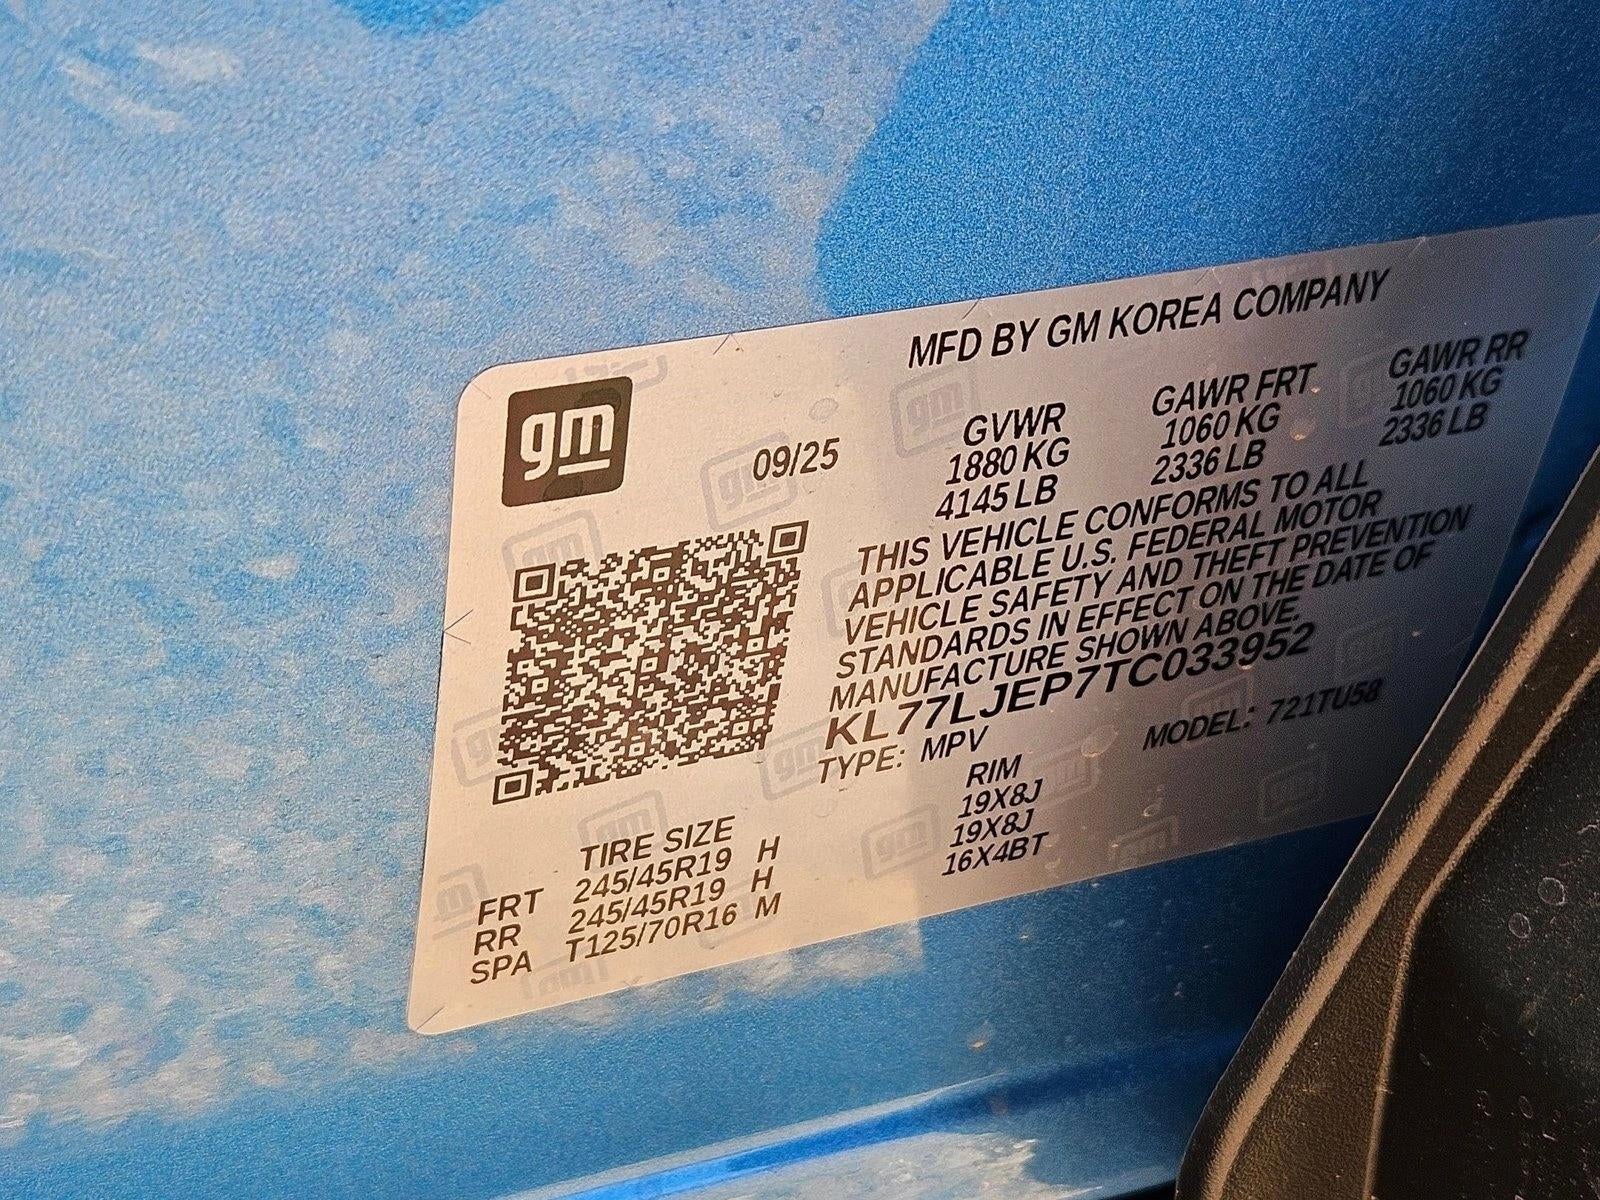 MFD BY GM KOREA COMPANY
gm
09/25
GVWR GAWR FRT GAWR RR
1880 KG 1060 KG 1060 KG
4145 LB 2336 LB 2336 LB
THIS VEHICLE CONFORMS TO ALL
APPLICABLE U.S. FEDERAL MOTOR
VEHICLE SAFETY AND THEFT PREVENTION
STANDARDS IN EFFECT ON THE DATE OF
MANUFACTURE SHOWN ABOVE.
KL77LJEP7TC033952
TYPE: MPV MODEL: 721TU58
TIRE SIZE RIM
FRT 245/45R19 H 19X8J
RR 245/45R19 H 19X8J
SPA T125/70R16 M 16X4BT